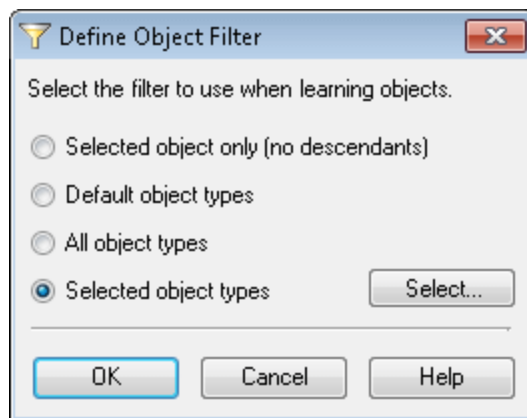 Define Object Filter
Select the filter to use when learning objects.
Selected object only (no descendants)
Default object types
All object types
Selected object types Select...
OK Cancel Help